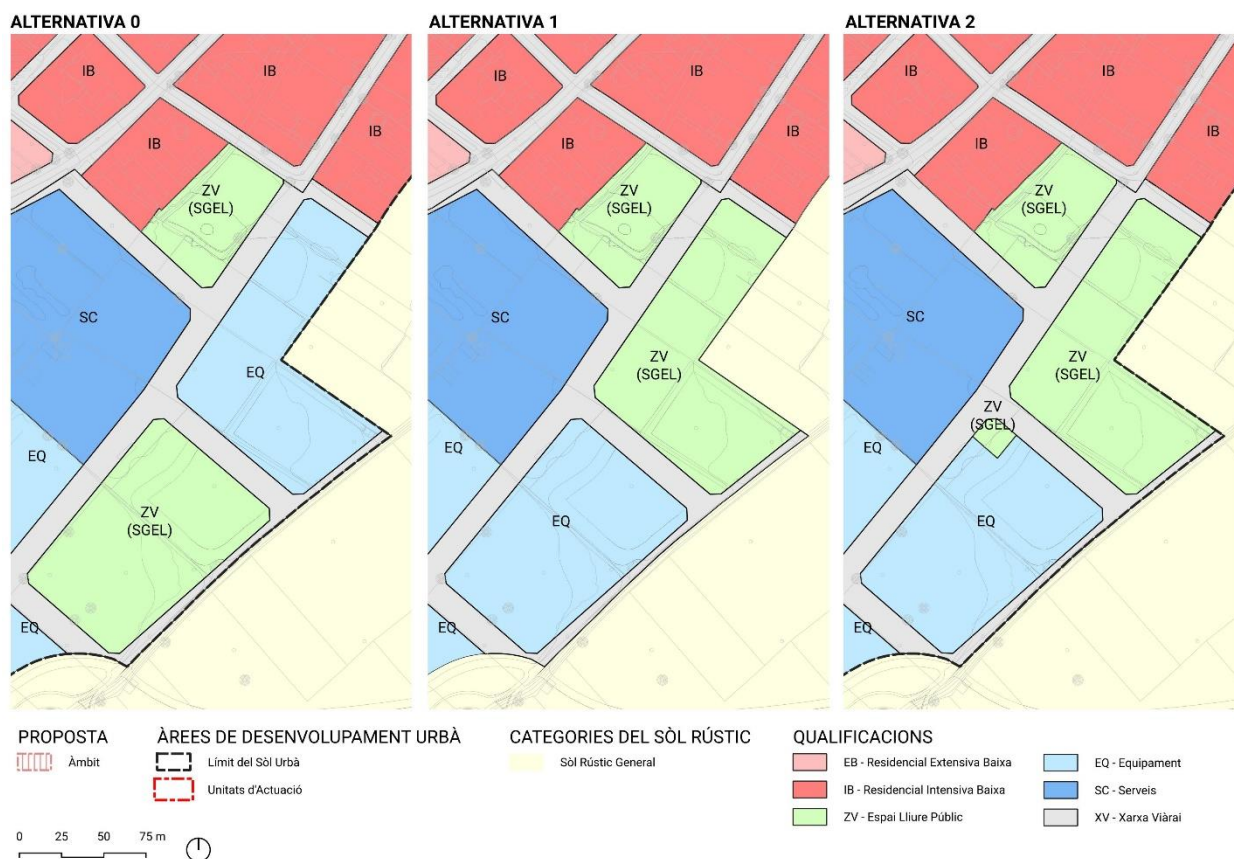 ALTERNATIVA 0
IB
IB
IB
IB
ZV
(SGEL)
SC
EQ
EQ
ZV
(SGEL)
EQ
ALTERNATIVA 1
IB
IB
IB
IB
ZV
(SGEL)
SC
ZV
(SGEL)
EQ
EQ
EQ
ALTERNATIVA 2
IB
IB
IB
IB
ZV
(SGEL)
SC
ZV
(SGEL)
ZV
(SGEL)
EQ
EQ
EQ
PROPOSTA
Àmbit
ÀREES DE DESENVOLUPAMENT URBÀ
Límit del Sòl Urbà
Unitats d'Actuació
CATEGORIES DEL SÒL RÚSTIC
Sòl Rústic General
QUALIFICACIONS
EB - Residencial Extensiva Baixa
IB - Residencial Intensiva Baixa
ZV - Espai Lliure Públic
EQ - Equipament
SC - Serveis
XV - Xarxa Viàrai
0 25 50 75 m